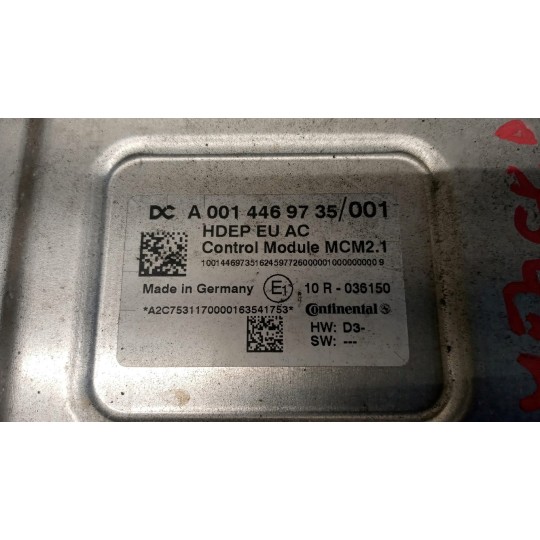 DC A 001 446 97 35/001
HDEP EU AC
Control Module MCM2.1
10014469735162459772600000100000000009
Made in Germany E1 10 R - 036150
*A2C7531170000163541753* Continental
HW: D3-
SW: ---